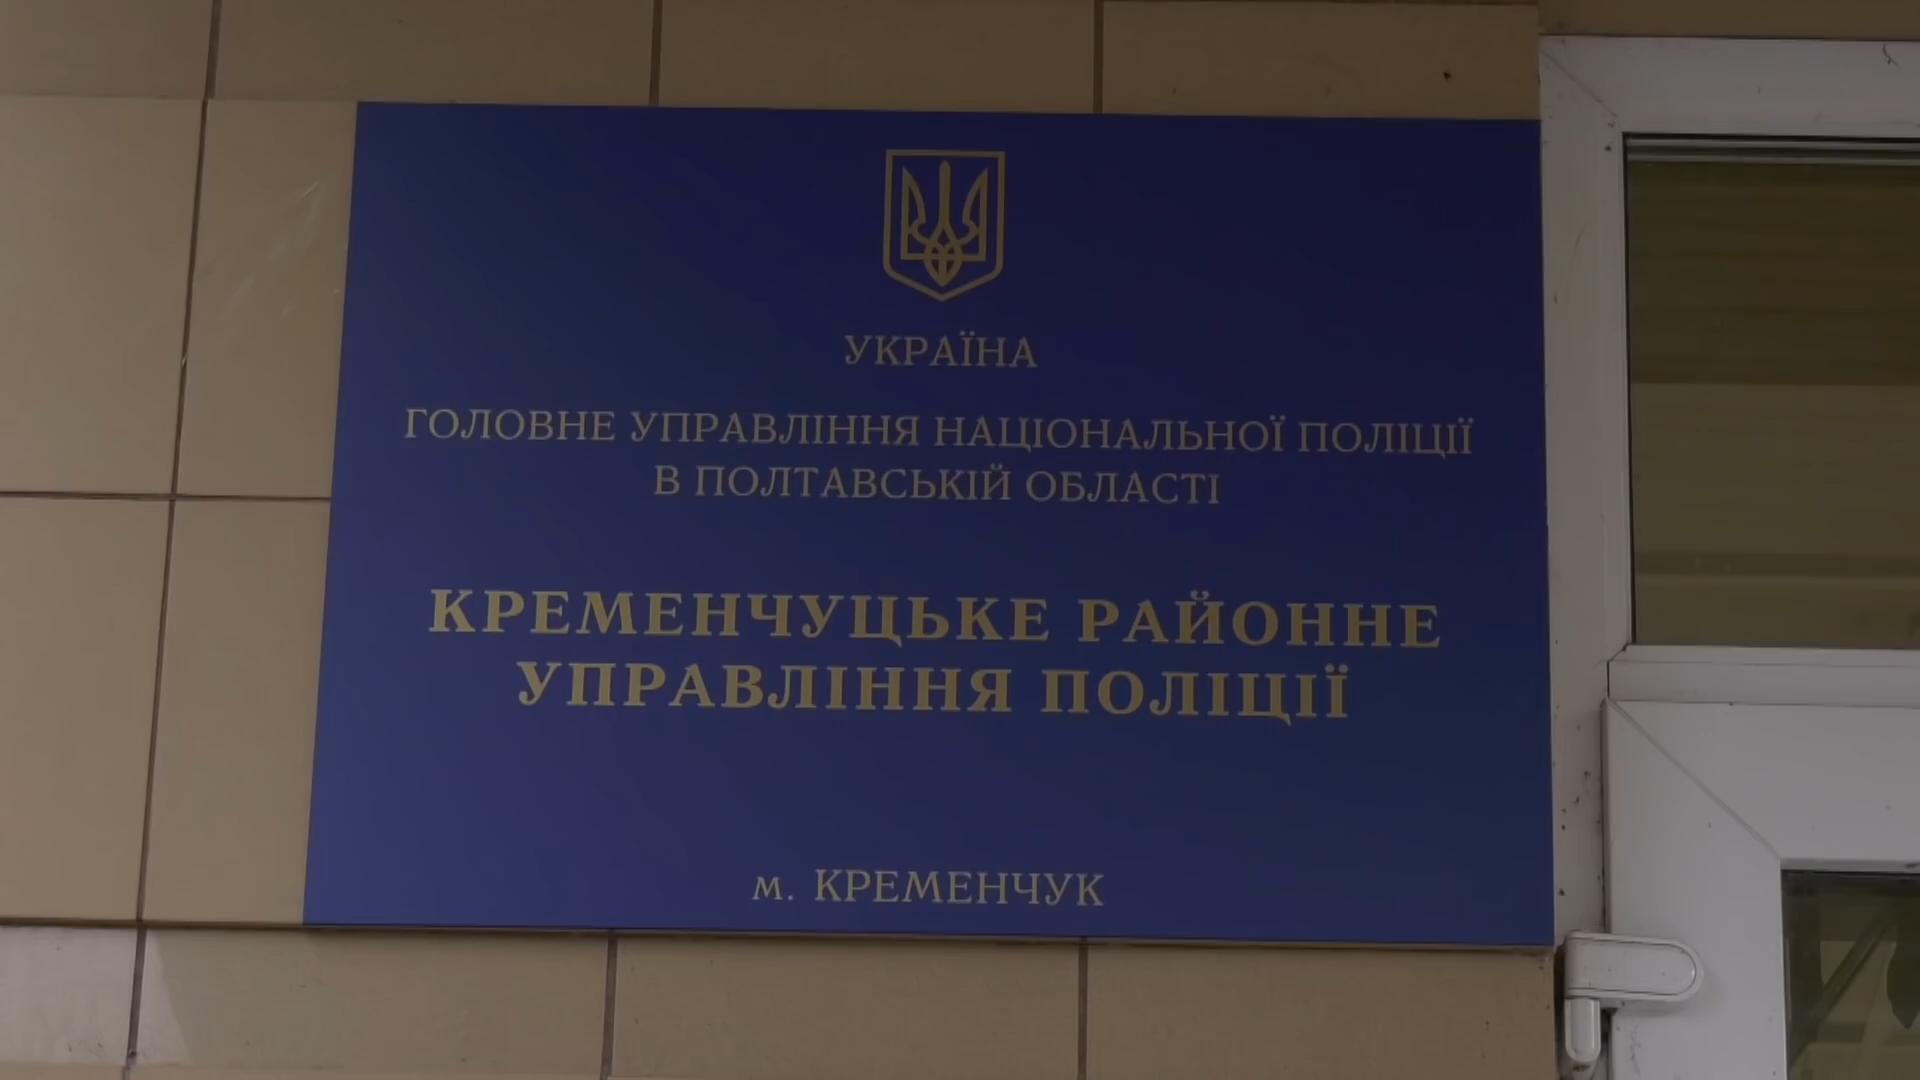 УКРАЇНА
ГОЛОВНЕ УПРАВЛІННЯ НАЦІОНАЛЬНОЇ ПОЛІЦІЇ
В ПОЛТАВСЬКІЙ ОБЛАСТІ
КРЕМЕНЧУЦЬКЕ РАЙОННЕ
УПРАВЛІННЯ ПОЛІЦІЇ
м. КРЕМЕНЧУК